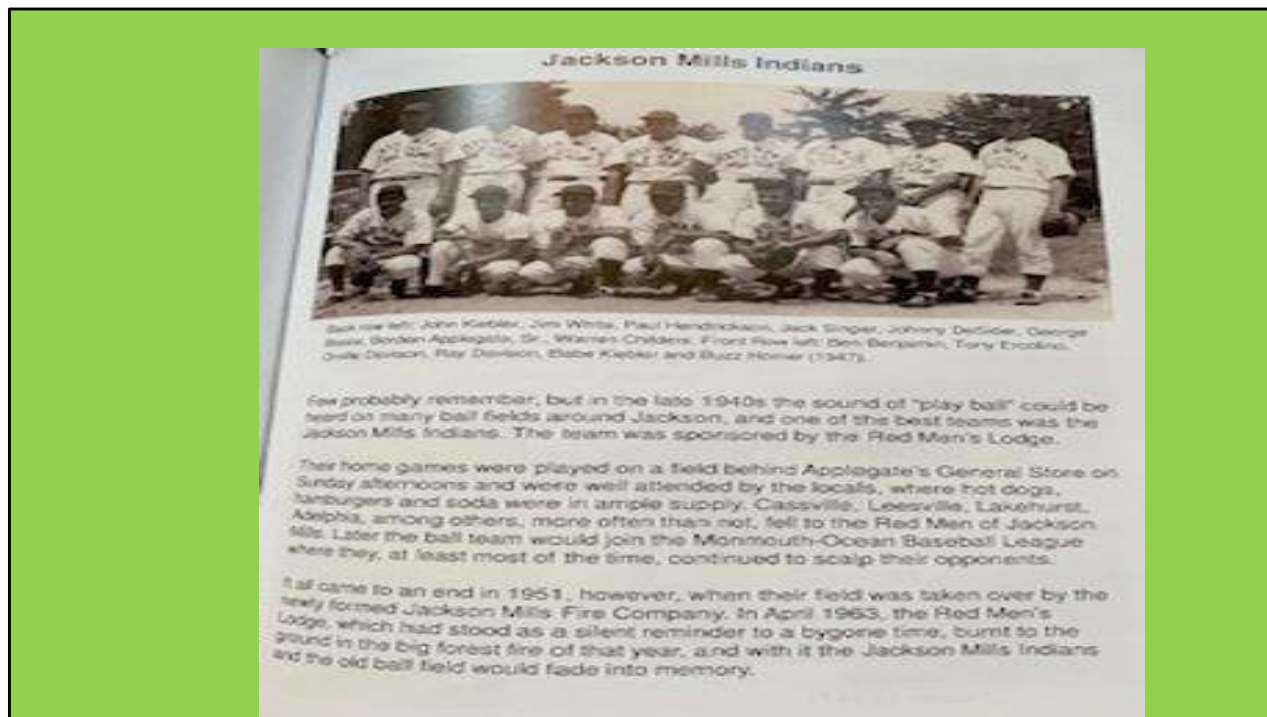 Jackson Mills Indians
Back row left: John Kiebler, Jim White, Paul Hendrickson, Jack Singer, Johnny DeSider, George
Gordon Applegate, Sr., Warren Childers. Front Row left: Ben Benjamin, Tony Ercolino,
Davison, Ray Davison, Babe Kiebler and Buzz Homer (1947).
Few probably remember, but in the late 1940s the sound of "play ball" could be
heard on many ball fields around Jackson, and one of the best teams was the
Jackson Mills Indians. The team was sponsored by the Red Men's Lodge.
Their home games were played on a field behind Applegate's General Store on
Sunday afternoons and were well attended by the locals, where hot dogs,
hamburgers and soda were in ample supply. Cassville, Leesville, Lakehurst,
Adelphia, among others, more often than not, fell to the Red Men of Jackson
Mills. Later the ball team would join the Monmouth-Ocean Baseball League
where they, at least most of the time, continued to scalp their opponents.
It all came to an end in 1951, however, when their field was taken over by the
newly formed Jackson Mills Fire Company. In April 1963, the Red Men's
Lodge, which had stood as a silent reminder to a bygone time, burnt to the
ground in the big forest fire of that year, and with it the Jackson Mills Indians
and the old ball field would fade into memory.